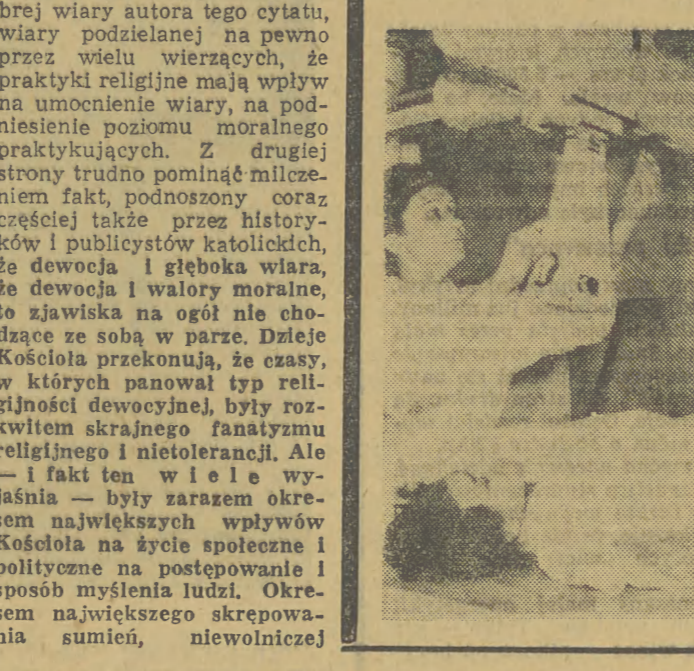 brej wiary autora tego cytatu,
wiary podzielanej na pewno
przez wielu wierzących, że
praktyki religijne mają wpływ
na umocnienie wiary, na pod-
niesienie poziomu moralnego
praktykujących. Z drugiej
strony trudno pominąć milcze-
niem fakt, podnoszony coraz
częściej także przez history-
ków i publicystów katolickich,
że dewocja i głęboka wiara,
że dewocja i walory moralne,
to zjawiska na ogół nie cho-
dzące ze sobą w parze. Dzieje
Kościoła przekonują, że czasy,
w których panował typ reli-
gijności dewocyjnej, były roz-
kwitem skrajnego fanatyzmu
religijnego i nietolerancji. Ale
— i fakt ten w i e l e wy-
jaśnia — były zarazem okre-
sem największych wpływów
Kościoła na życie społeczne i
polityczne na postępowanie i
sposób myślenia ludzi. Okre-
sem największego skrępowa-
nia sumień, niewolniczej